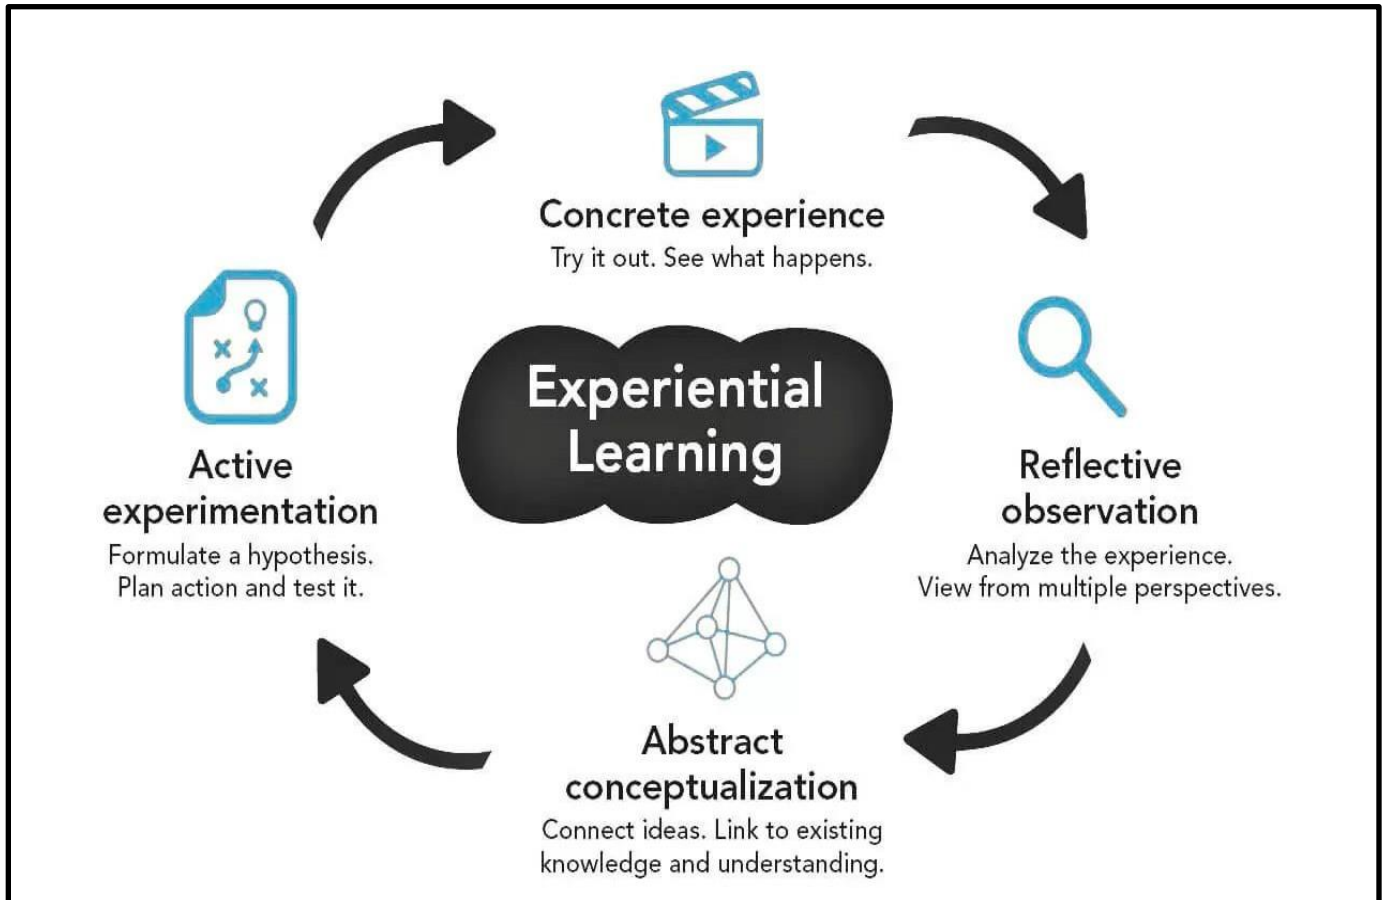 Concrete experience
Try it out. See what happens.
Experiential
Learning
Active
experimentation
Formulate a hypothesis.
Plan action and test it.
Reflective
observation
Analyze the experience.
View from multiple perspectives.
Abstract
conceptualization
Connect ideas. Link to existing
knowledge and understanding.